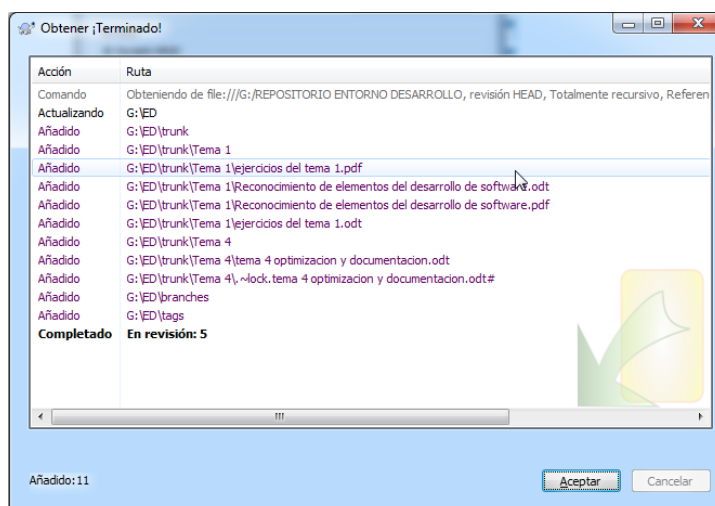 Obtener ¡Terminado!
Acción Ruta
Comando Obteniendo de file:///G:/REPOSITORIO ENTORNO DESARROLLO, revisión HEAD, Totalmente recursivo, Referen
Actualizando G:\ED
Añadido G:\ED\trunk
Añadido G:\ED\trunk\Tema 1
Añadido G:\ED\trunk\Tema 1\ejercicios del tema 1.pdf
Añadido G:\ED\trunk\Tema 1\Reconocimiento de elementos del desarrollo de software.odt
Añadido G:\ED\trunk\Tema 1\Reconocimiento de elementos del desarrollo de software.pdf
Añadido G:\ED\trunk\Tema 1\ejercicios del tema 1.odt
Añadido G:\ED\trunk\Tema 4
Añadido G:\ED\trunk\Tema 4\tema 4 optimizacion y documentacion.odt
Añadido G:\ED\trunk\Tema 4\.~lock.tema 4 optimizacion y documentacion.odt#
Añadido G:\ED\branches
Añadido G:\ED\tags
Completado En revisión: 5
Añadido:11
Aceptar Cancelar